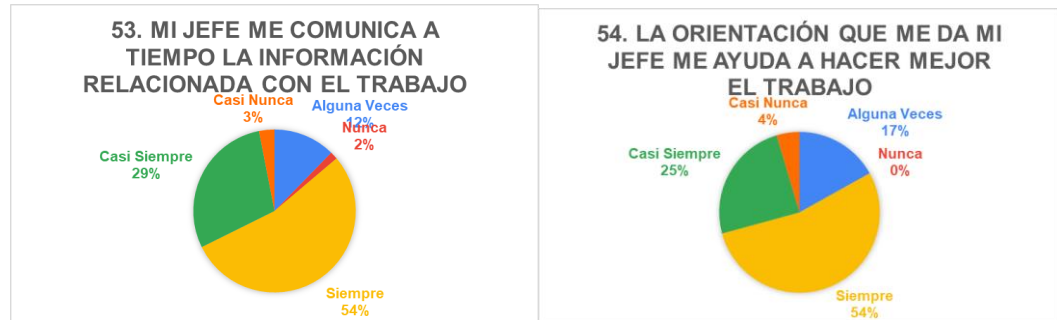 53. MI JEFE ME COMUNICA A
TIEMPO LA INFORMACIÓN
RELACIONADA CON EL TRABAJO
Casi Nunca
3%
Alguna Veces
12%
Nunca
2%
Casi Siempre
29%
Siempre
54%
54. LA ORIENTACIÓN QUE ME DA MI
JEFE ME AYUDA A HACER MEJOR
EL TRABAJO
Casi Nunca
4%
Alguna Veces
17%
Nunca
0%
Casi Siempre
25%
Siempre
54%